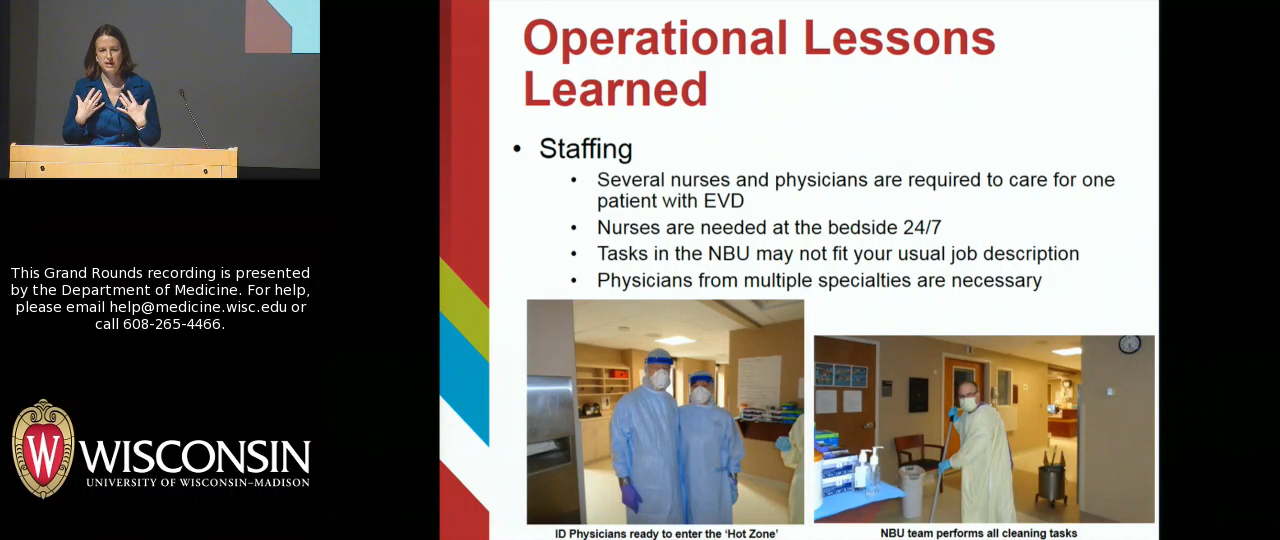 This Grand Rounds recording is presented
by the Department of Medicine. For help,
please email help@medicine.wisc.edu or
call 608-265-4466.
W
WISCONSIN
UNIVERSITY OF WISCONSIN–MADISON
Operational Lessons
Learned
• Staffing
• Several nurses and physicians are required to care for one
patient with EVD
• Nurses are needed at the bedside 24/7
• Tasks in the NBU may not fit your usual job description
• Physicians from multiple specialties are necessary
ID Physicians ready to enter the ‘Hot Zone’
NBU team performs all cleaning tasks